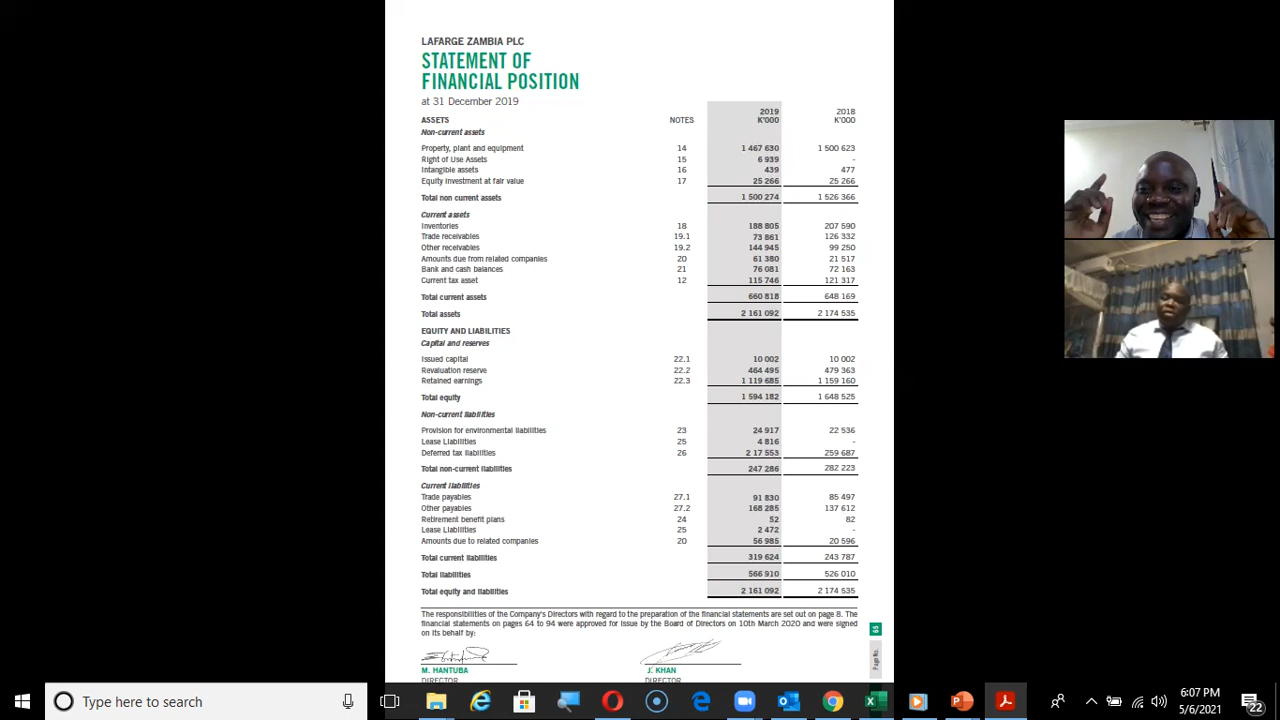 LAFARGE ZAMBIA PLC
STATEMENT OF
FINANCIAL POSITION
at 31 December 2019
2019 2018
ASSETS NOTES K'000 K'000
Non-current assets
Property, plant and equipment 14 1 467 630 1 500 623
Right of Use Assets 15 6 939 -
Intangible assets 16 439 477
Equity investment at fair value 17 25 266 25 266
Total non current assets 1 500 274 1 526 366
Current assets
Inventories 18 188 805 207 590
Trade receivables 19.1 73 861 126 332
Other receivables 19.2 144 945 99 250
Amounts due from related companies 20 61 380 21 517
Bank and cash balances 21 76 081 72 163
Current tax asset 12 115 746 121 317
Total current assets 660 818 648 169
Total assets 2 161 092 2 174 535
EQUITY AND LIABILITIES
Capital and reserves
Issued capital 22.1 10 002 10 002
Revaluation reserve 22.2 464 495 479 363
Retained earnings 22.3 1 119 685 1 159 160
Total equity 1 594 182 1 648 525
Non-current liabilities
Provision for environmental liabilities 23 24 917 22 536
Lease Liabilities 25 4 816 -
Deferred tax liabilities 26 2 17 553 259 687
Total non-current liabilities 247 286 282 223
Current liabilities
Trade payables 27.1 91 830 85 497
Other payables 27.2 168 285 137 612
Retirement benefit plans 24 52 82
Lease Liabilities 25 2 472 -
Amounts due to related companies 20 56 985 20 596
Total current liabilities 319 624 243 787
Total liabilities 566 910 526 010
Total equity and liabilities 2 161 092 2 174 535
The responsibilities of the Company's Directors with regard to the preparation of the financial statements are set out on page 8. The
financial statements on pages 64 to 94 were approved for issue by the Board of Directors on 10th March 2020 and were signed
on its behalf by:
M. HANTUBA J. KHAN
DIRECTOR DIRECTOR
Page No. 65
Type here to search
6:07 PM
5/6/2021
22